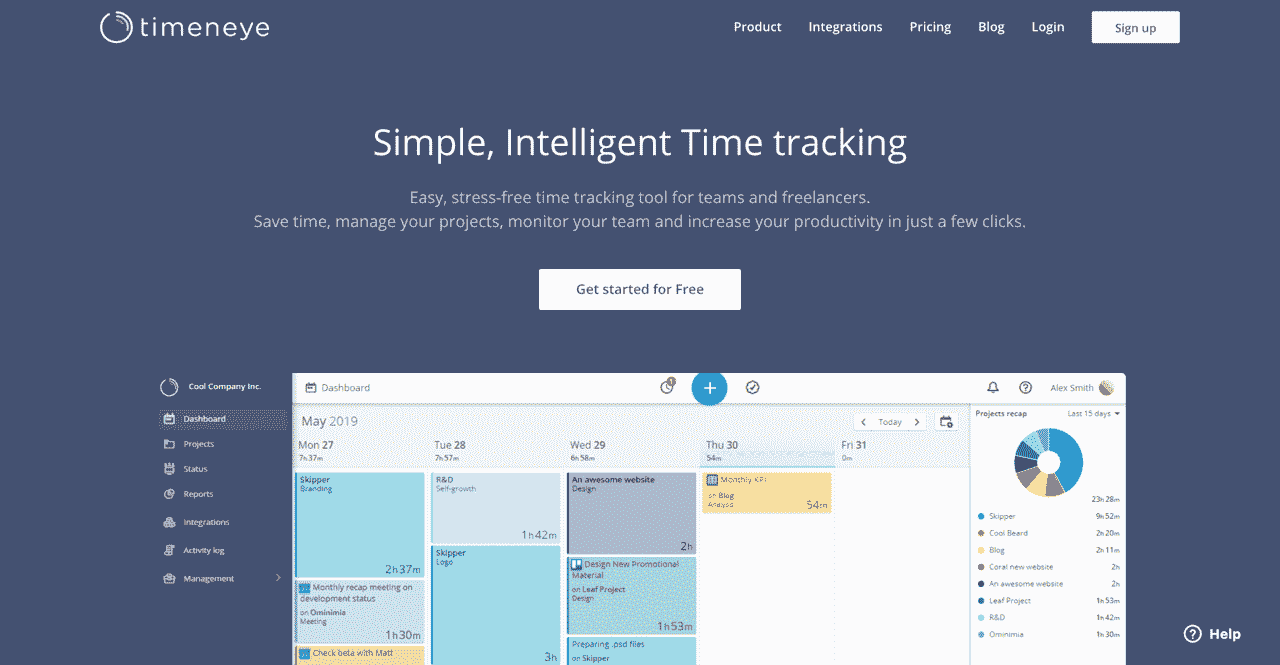 timeneye
Product Integrations Pricing Blog Login Sign up
Simple, Intelligent Time tracking
Easy, stress-free time tracking tool for teams and freelancers.
Save time, manage your projects, monitor your team and increase your productivity in just a few clicks.
Get started for Free
Cool Company Inc.
Dashboard
Projects
Status
Reports
Integrations
Activity log
Management
Dashboard
1
Alex Smith
May 2019
Today
Mon 27
7h 37m
Tue 28
7h 57m
Wed 29
6h 58m
Thu 30
54m
Fri 31
0m
Skipper
Branding
2h37m
Monthly recap meeting on
development status
on Ominimia
Meeting
1h30m
Check beta with Matt
R&D
Self-growth
1h42m
Skipper
Logo
3h
An awesome website
Design
2h
Design New Promotional
Material
on Leaf Project
Design
1h53m
Preparing .psd files
on Skipper
Monthly KPI
on Blog
Analysis
54m
Projects recap
Last 15 days
23h 28m
Skipper 9h 52m
Cool Beard 2h 20m
Blog 2h 11m
Coral new website 2h
An awesome website 2h
Leaf Project 1h 53m
R&D 1h 42m
Ominimia 1h 30m
Help